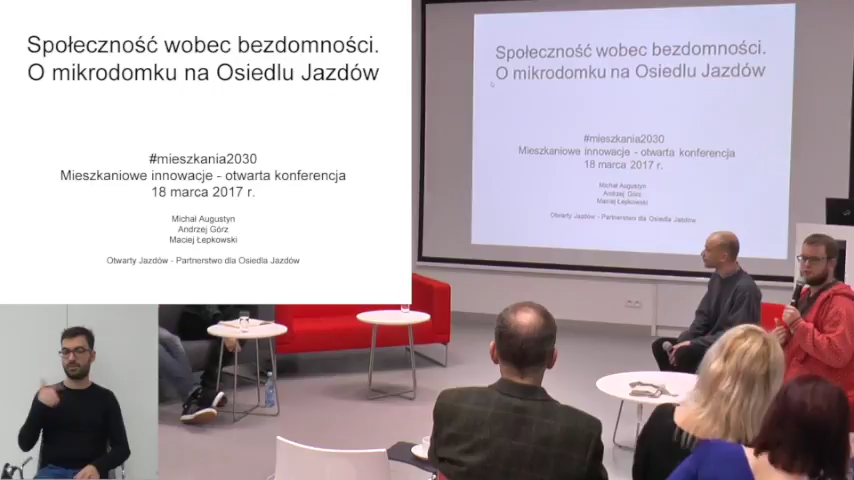 Społeczność wobec bezdomności.
O mikrodomku na Osiedlu Jazdów
#mieszkania2030
Mieszkaniowe innowacje - otwarta konferencja
18 marca 2017 r.
Michał Augustyn
Andrzej Górz
Maciej Łepkowski
Otwarty Jazdów - Partnerstwo dla Osiedla Jazdów
Społeczność wobec bezdomności.
O mikrodomku na Osiedlu Jazdów
#mieszkania2030
Mieszkaniowe innowacje - otwarta konferencja
18 marca 2017 r.
Michał Augustyn
Andrzej Górz
Maciej Łepkowski
Otwarty Jazdów - Partnerstwo dla Osiedla Jazdów